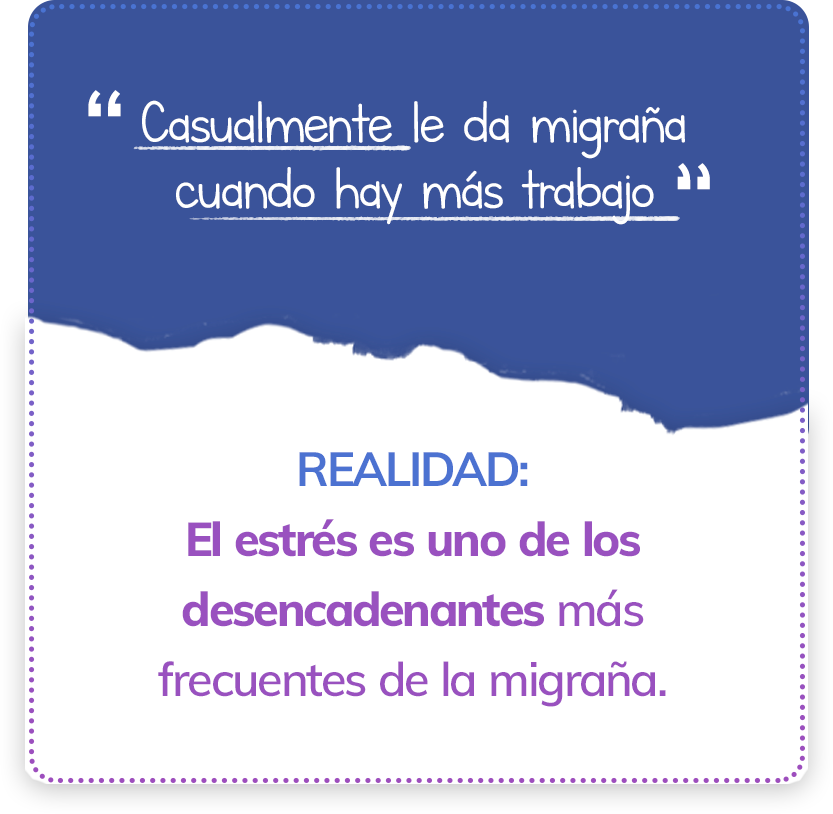 “ Casualmente le da migraña
cuando hay más trabajo ”
REALIDAD:
El estrés es uno de los
desencadenantes más
frecuentes de la migraña.